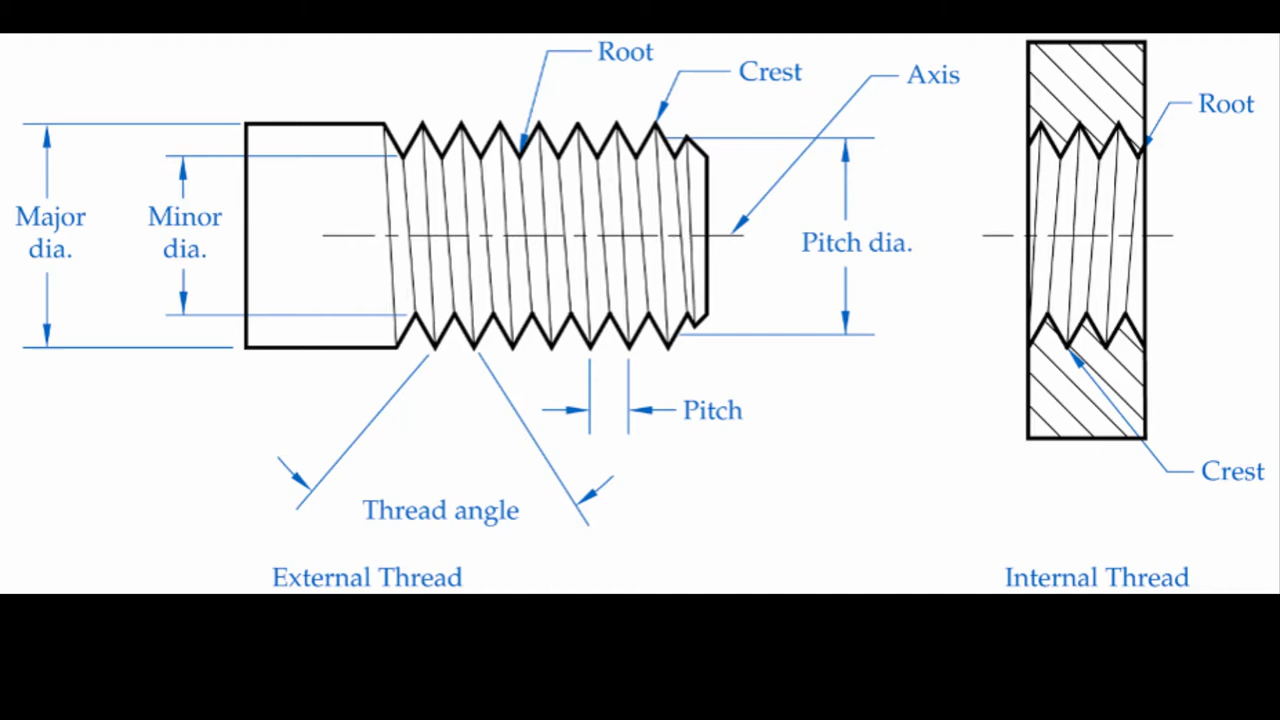 Root
Crest
Axis
Root
Major
dia.
Minor
dia.
Pitch dia.
Pitch
Crest
Thread angle
External Thread
Internal Thread